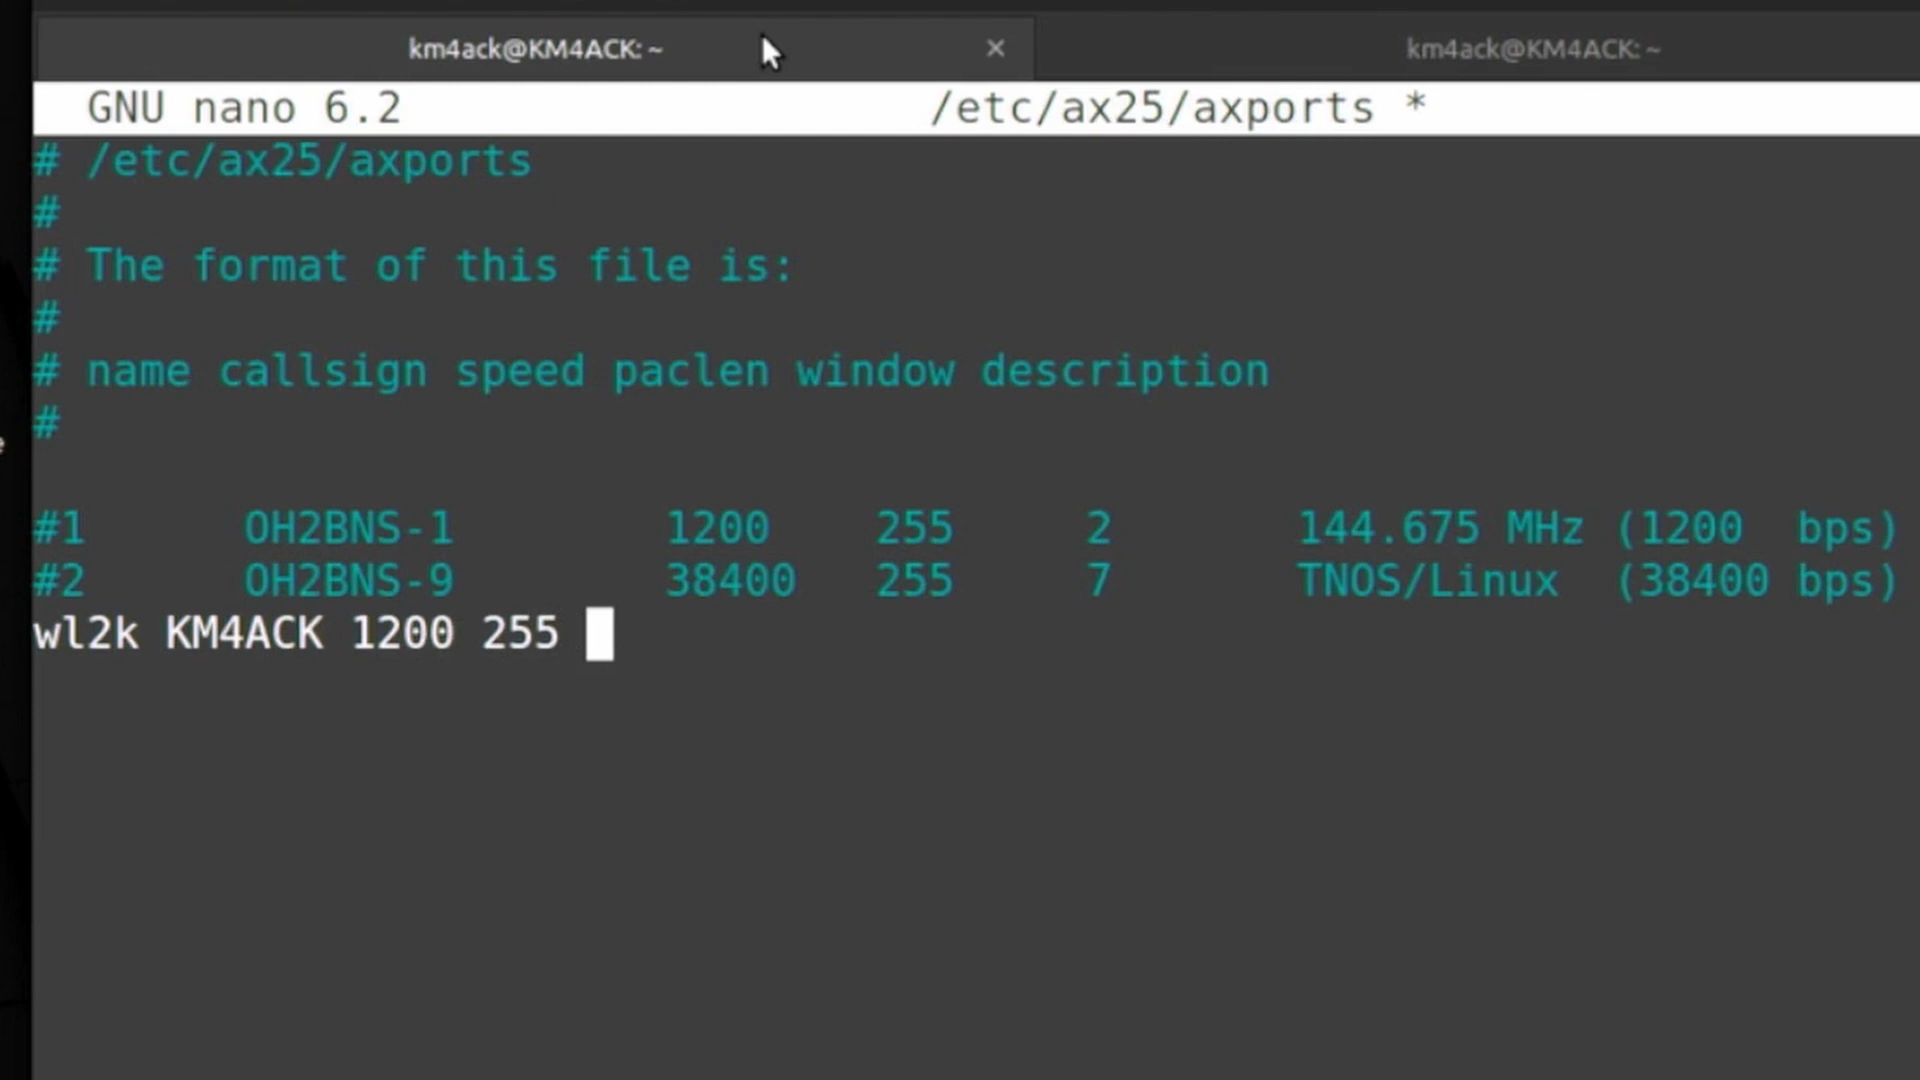 km4ack@KM4ACK: ~ × km4ack@KM4ACK: ~
GNU nano 6.2 /etc/ax25/axports *
# /etc/ax25/axports
#
# The format of this file is:
#
# name callsign speed paclen window description
#
#1 OH2BNS-1 1200 255 2 144.675 MHz (1200 bps)
#2 OH2BNS-9 38400 255 7 TNOS/Linux (38400 bps)
wl2k KM4ACK 1200 255